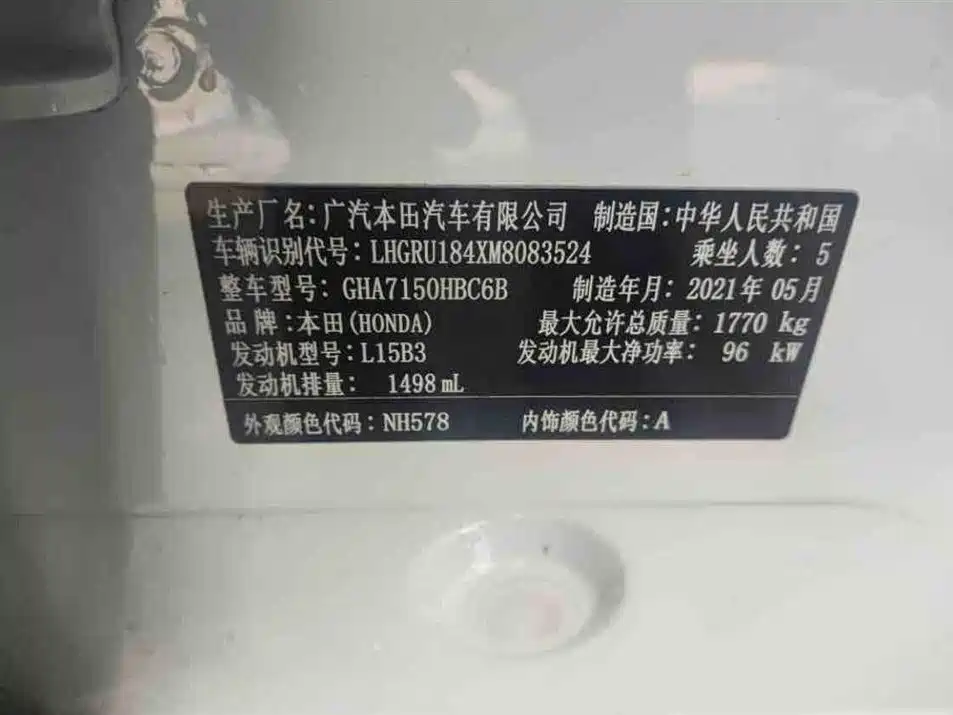 生产厂名:广汽本田汽车有限公司 制造国:中华人民共和国
车辆识别代号: LHGRU184XM8083524 乘坐人数: 5
整车型号: GHA7150HBC6B 制造年月: 2021年 05月
品 牌:本田(HONDA) 最大允许总质量: 1770 kg
发动机型号: L15B3 发动机最大净功率: 96 kW
发动机排量: 1498 mL
外观颜色代码:NH578 内饰颜色代码:A